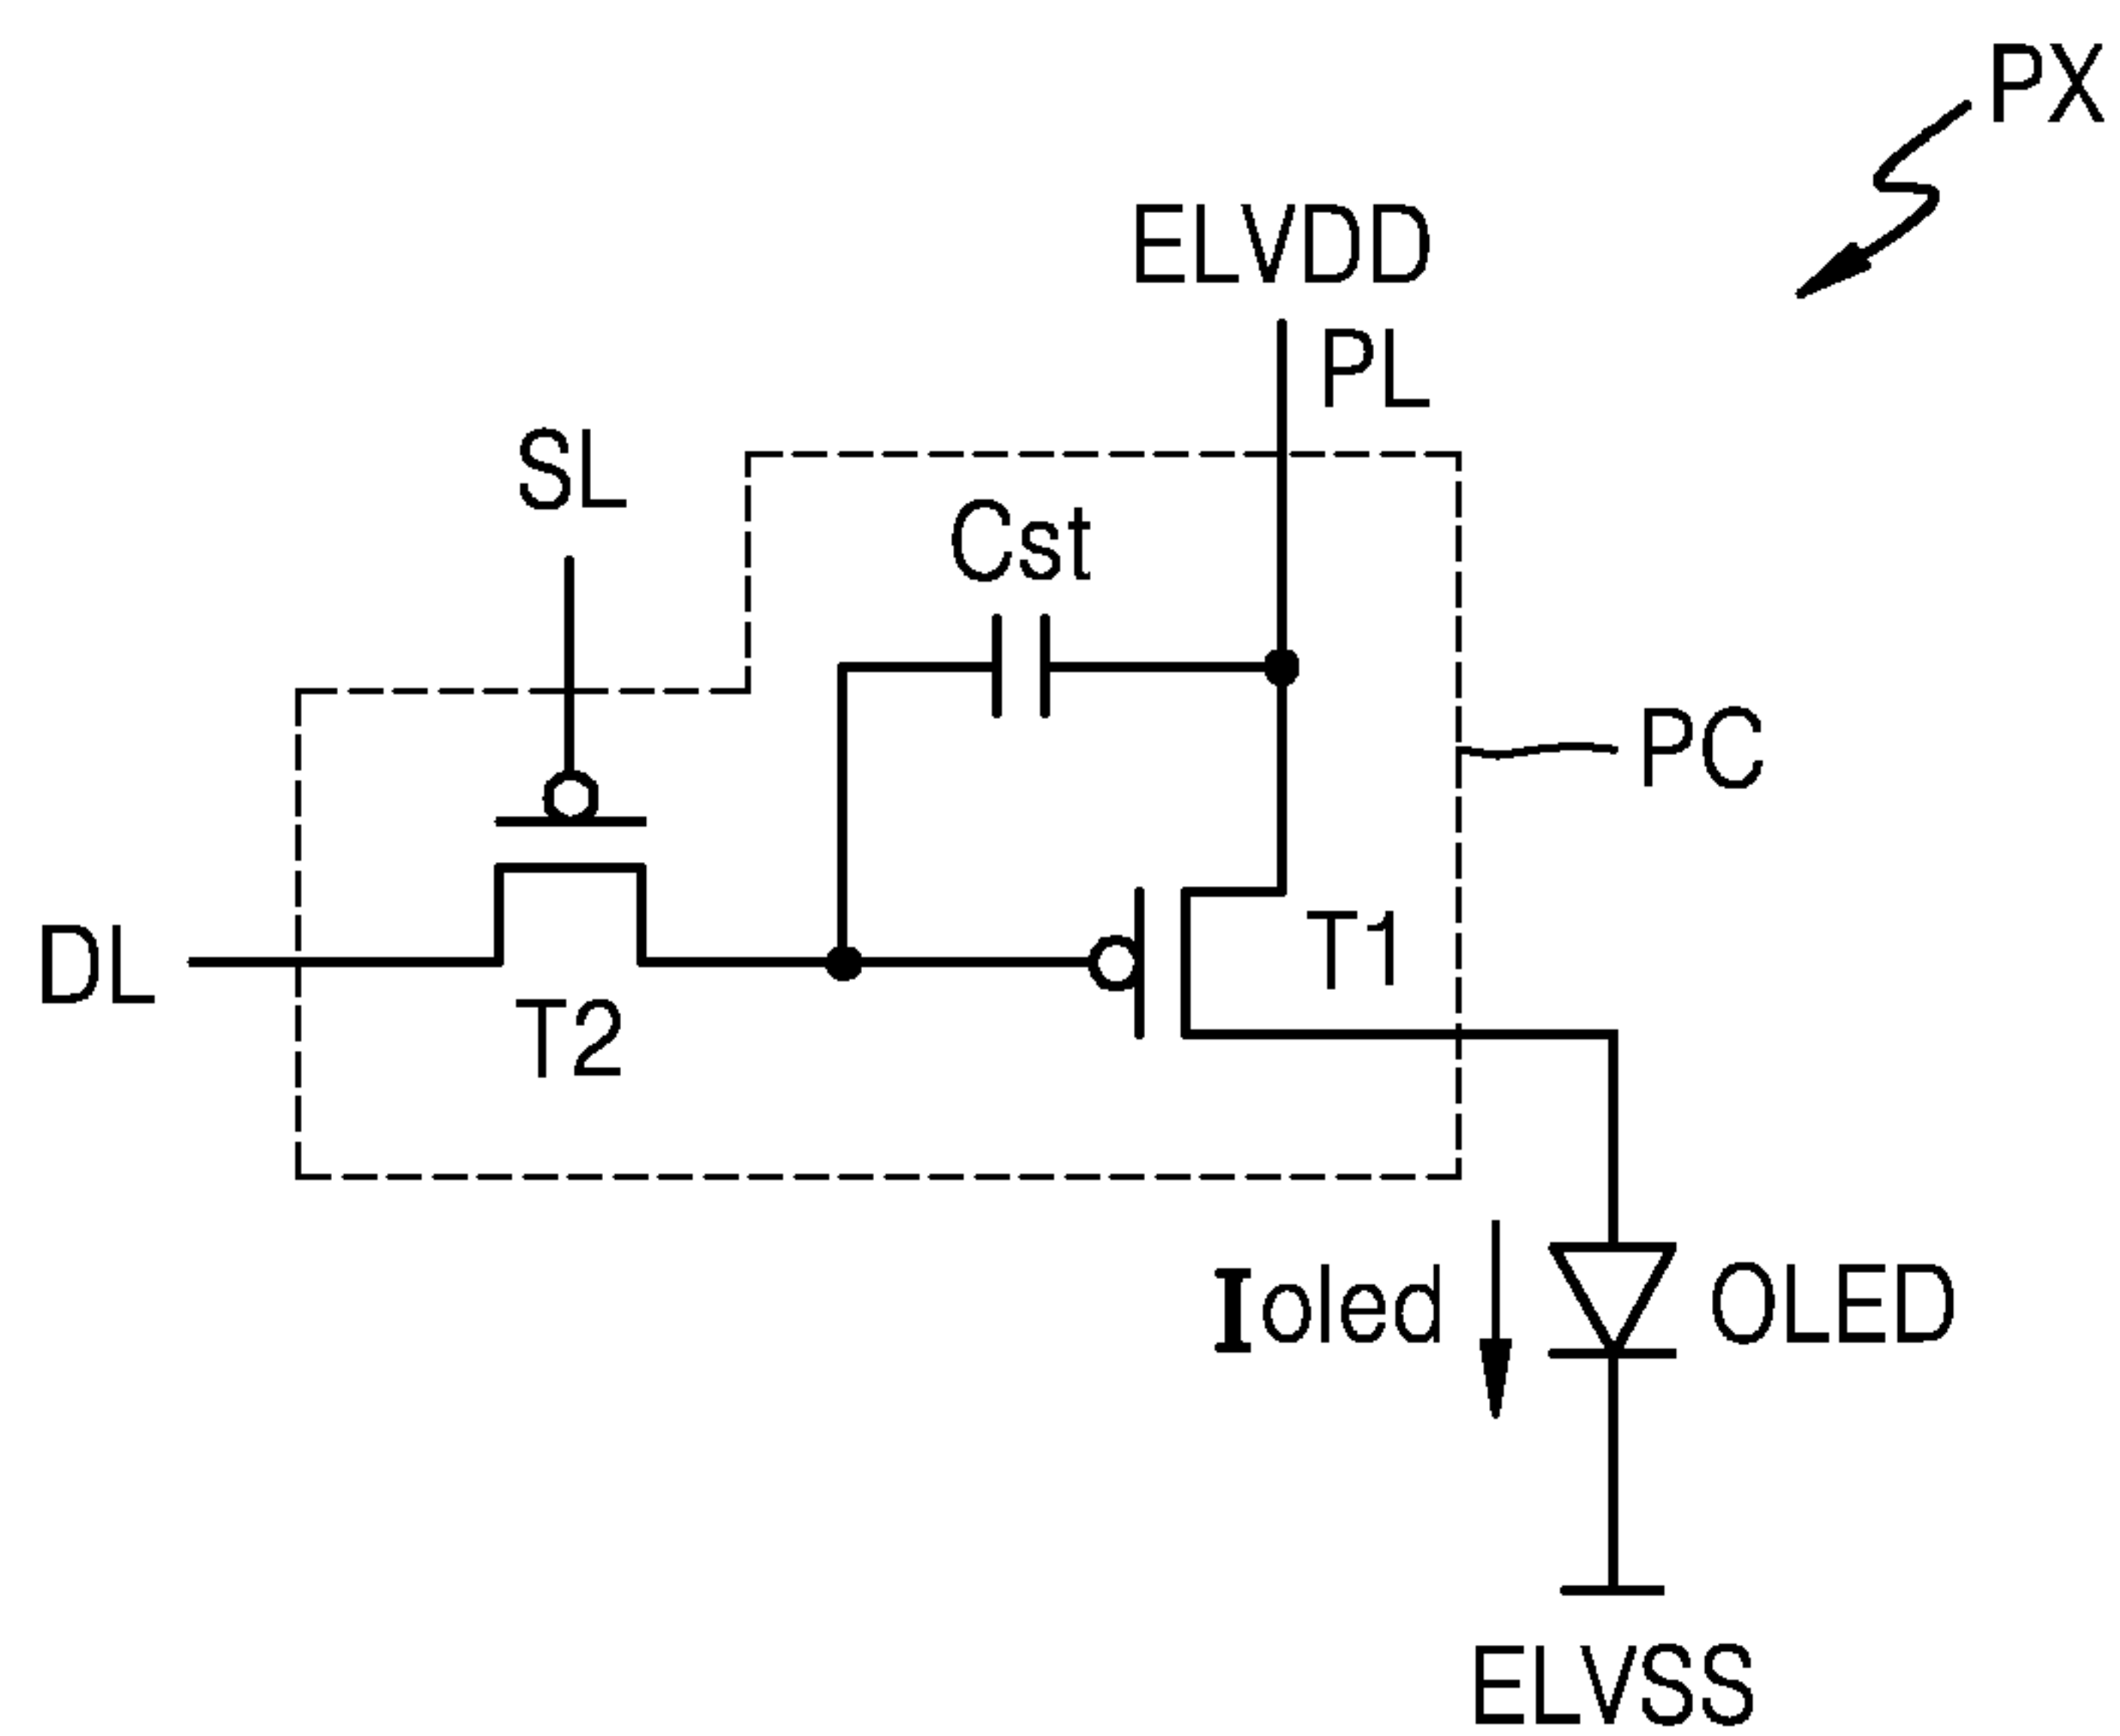 PX
ELVDD
PL
SL
Cst
PC
DL
T1
T2
Ioled
OLED
ELVSS